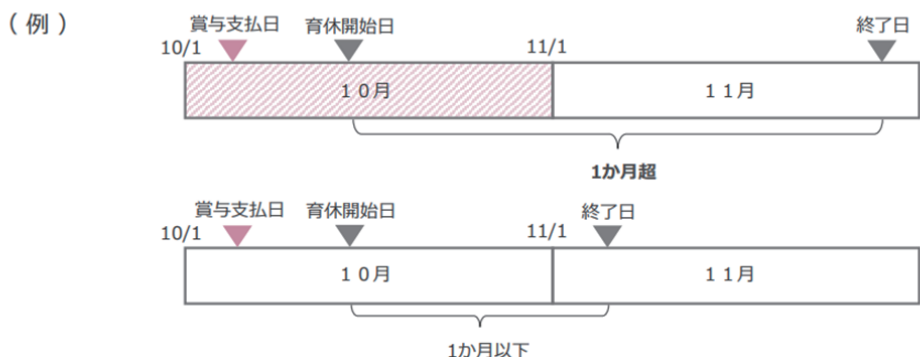 （例）
賞与支払日 育休開始日 終了日
10/1 11/1
１０月 １１月
1か月超
賞与支払日 育休開始日 終了日
10/1 11/1
１０月 １１月
1か月以下